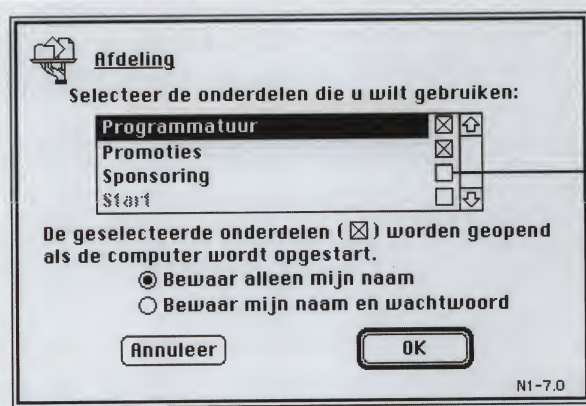 Afdeling
Selecteer de onderdelen die u wilt gebruiken:
Programmatuur
Promoties
Sponsoring
Start
De geselecteerde onderdelen ( ☒ ) worden geopend
als de computer wordt opgestart.
Bewaar alleen mijn naam
Bewaar mijn naam en wachtwoord
Annuleer OK
N1-7.0